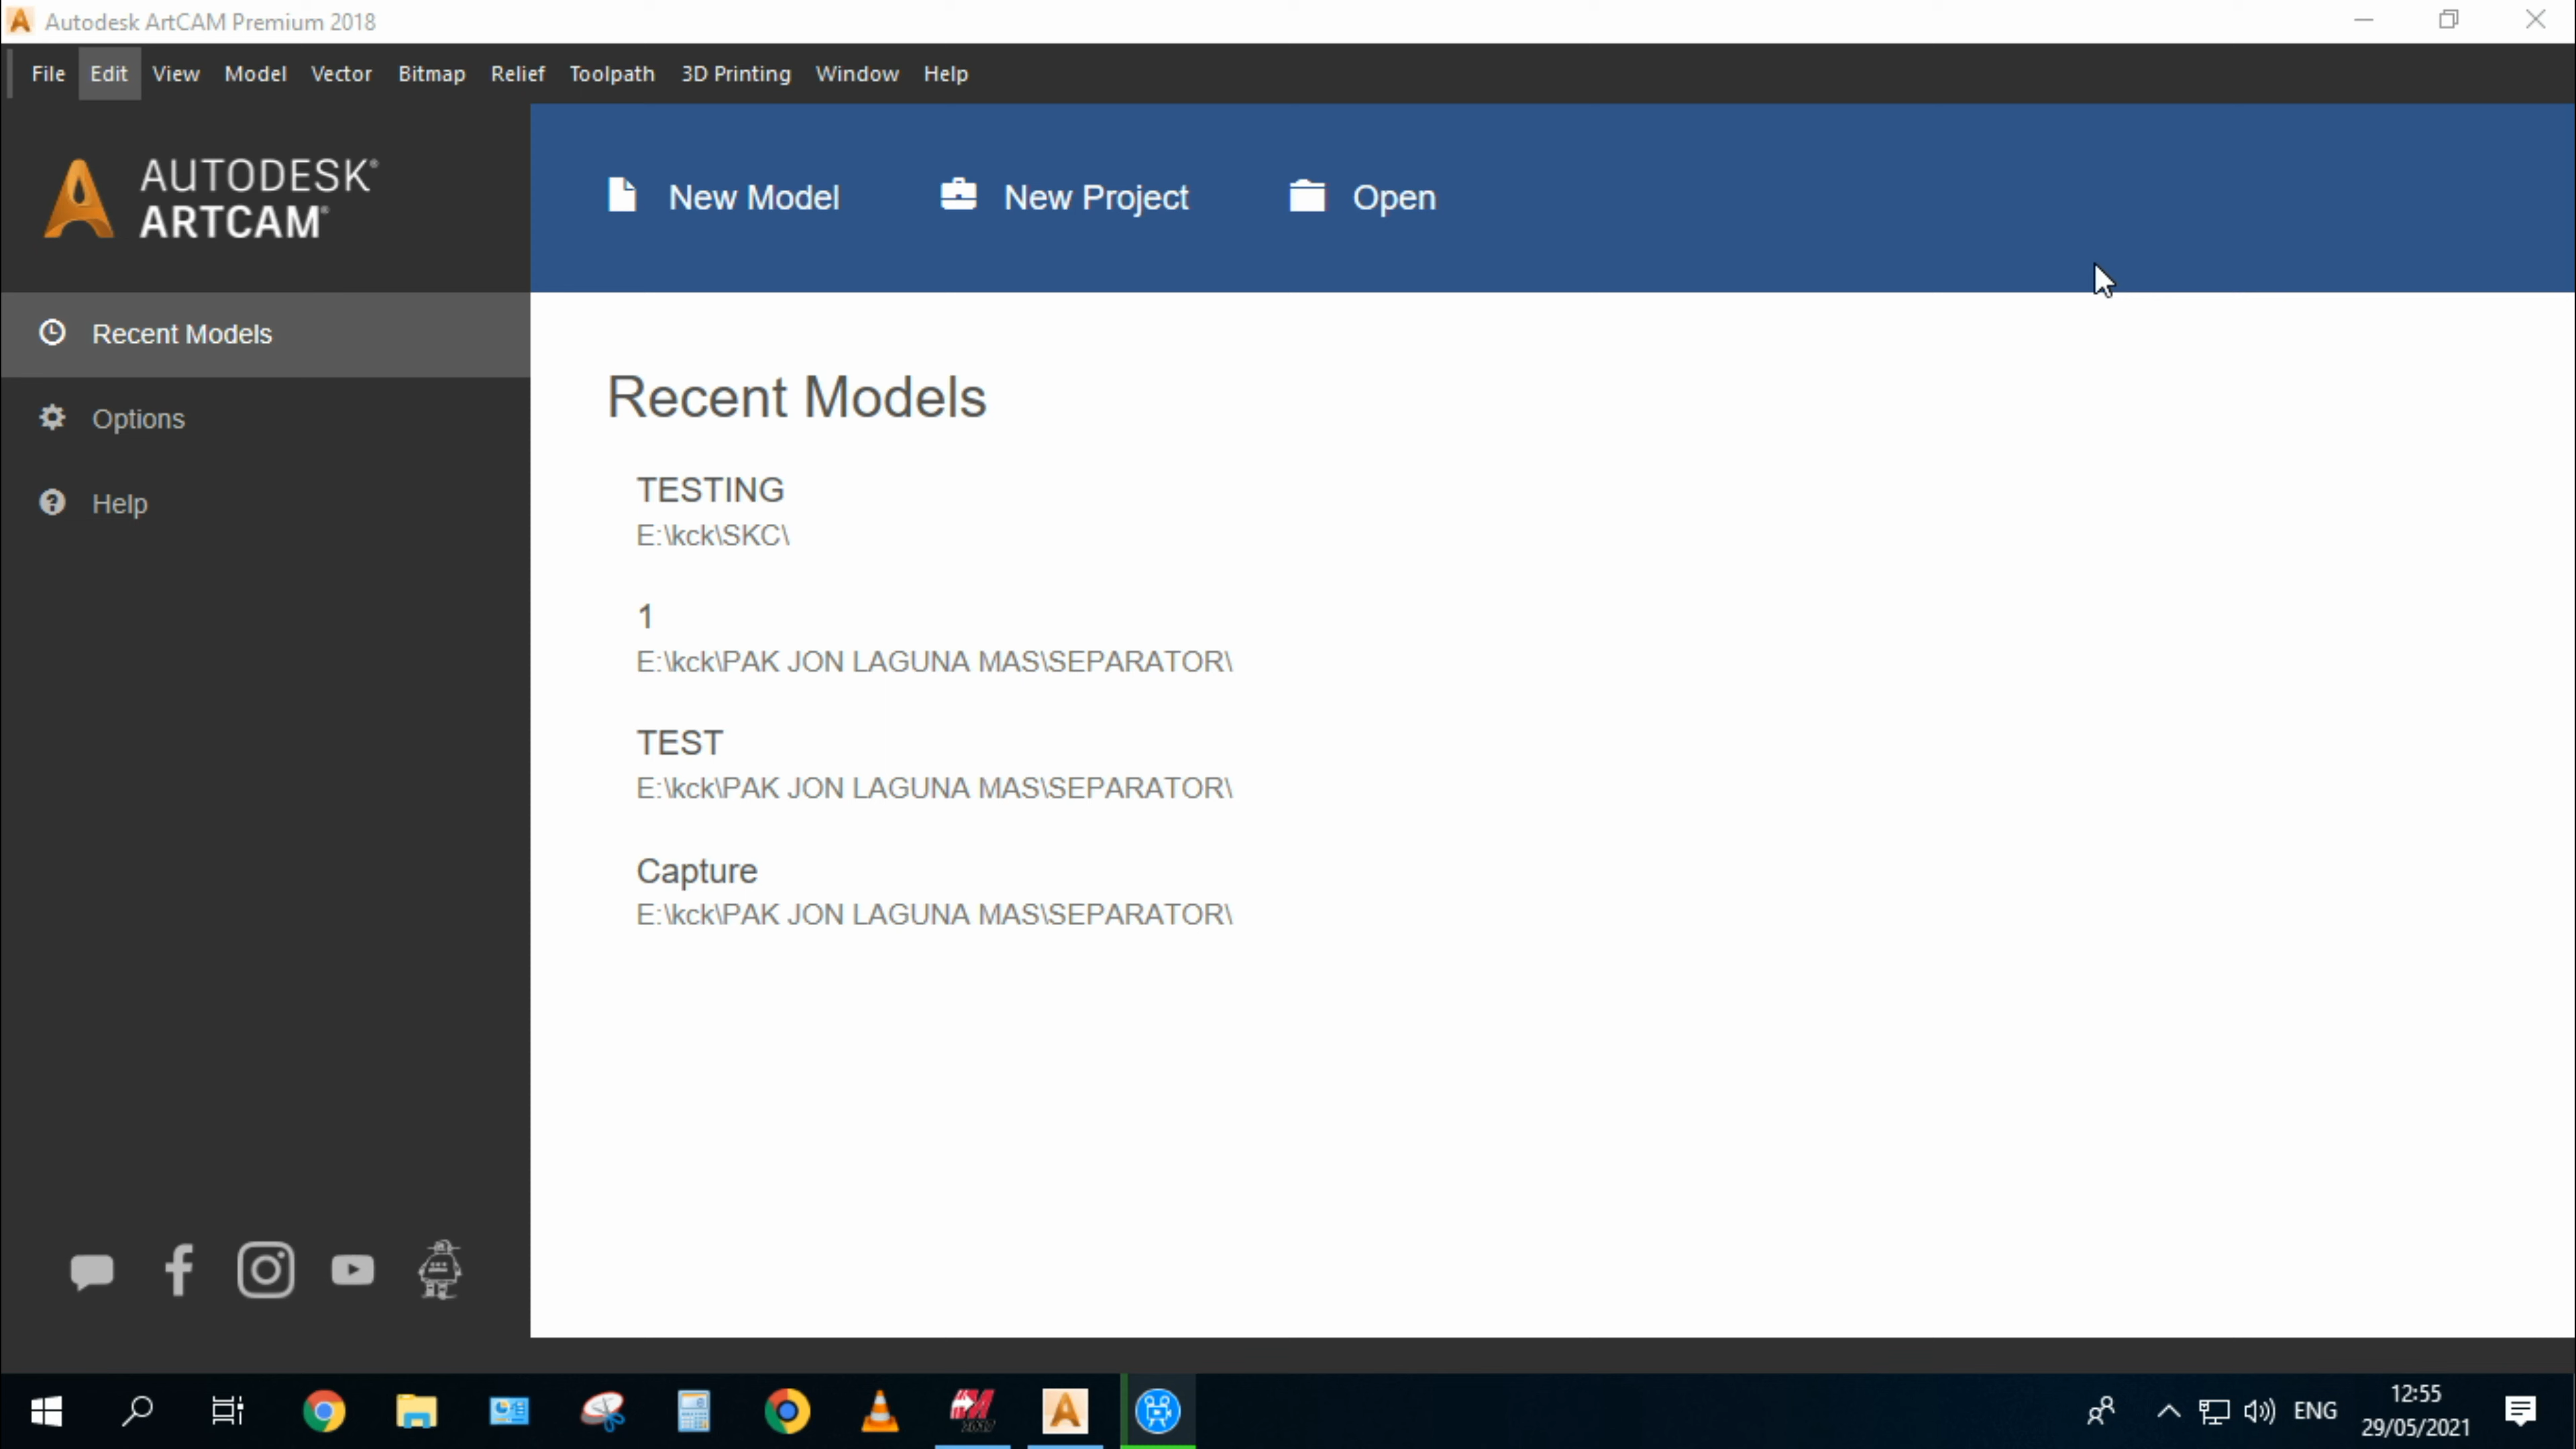 Autodesk ArtCAM Premium 2018
File Edit View Model Vector Bitmap Relief Toolpath 3D Printing Window Help
AUTODESK®
ARTCAM®
New Model
New Project
Open
Recent Models
Options
Help
Recent Models
TESTING
E:\kck\SKC\
1
E:\kck\PAK JON LAGUNA MAS\SEPARATOR\
TEST
E:\kck\PAK JON LAGUNA MAS\SEPARATOR\
Capture
E:\kck\PAK JON LAGUNA MAS\SEPARATOR\
ENG
12:55
29/05/2021